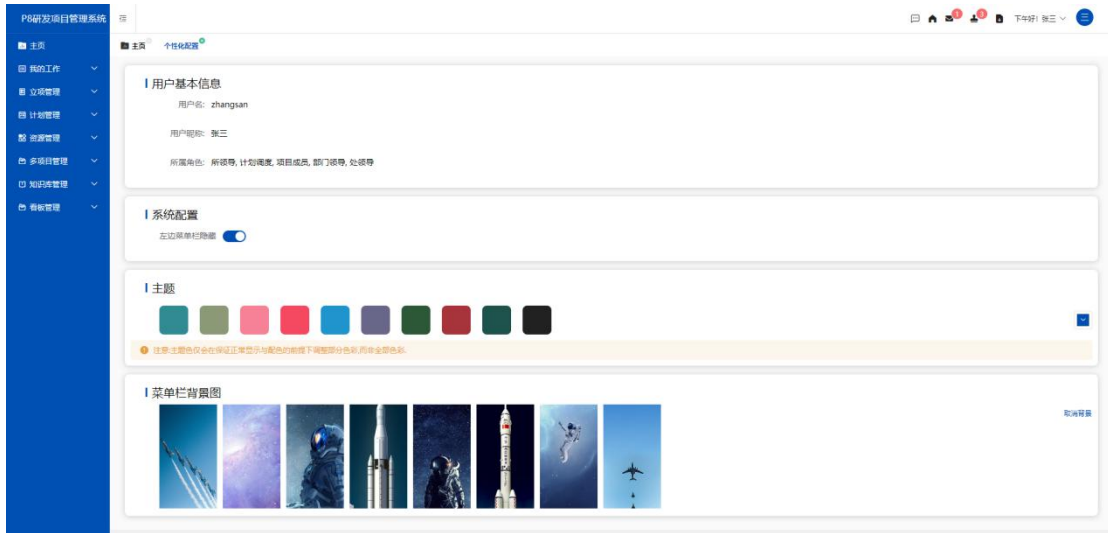 P8研发项目管理系统
1
3
下午好! 张三
三
主页
我的工作
立项管理
计划管理
资源管理
多项目管理
知识库管理
看板管理
主页
个性化配置
用户基本信息
用户名: zhangsan
用户昵称: 张三
所属角色: 所领导, 计划调度, 项目成员, 部门领导, 处领导
系统配置
左边菜单栏隐藏
主题
注意:主题色仅会在保证正常显示与配色的前提下调整部分色彩,而非全部色彩.
菜单栏背景图
取消背景